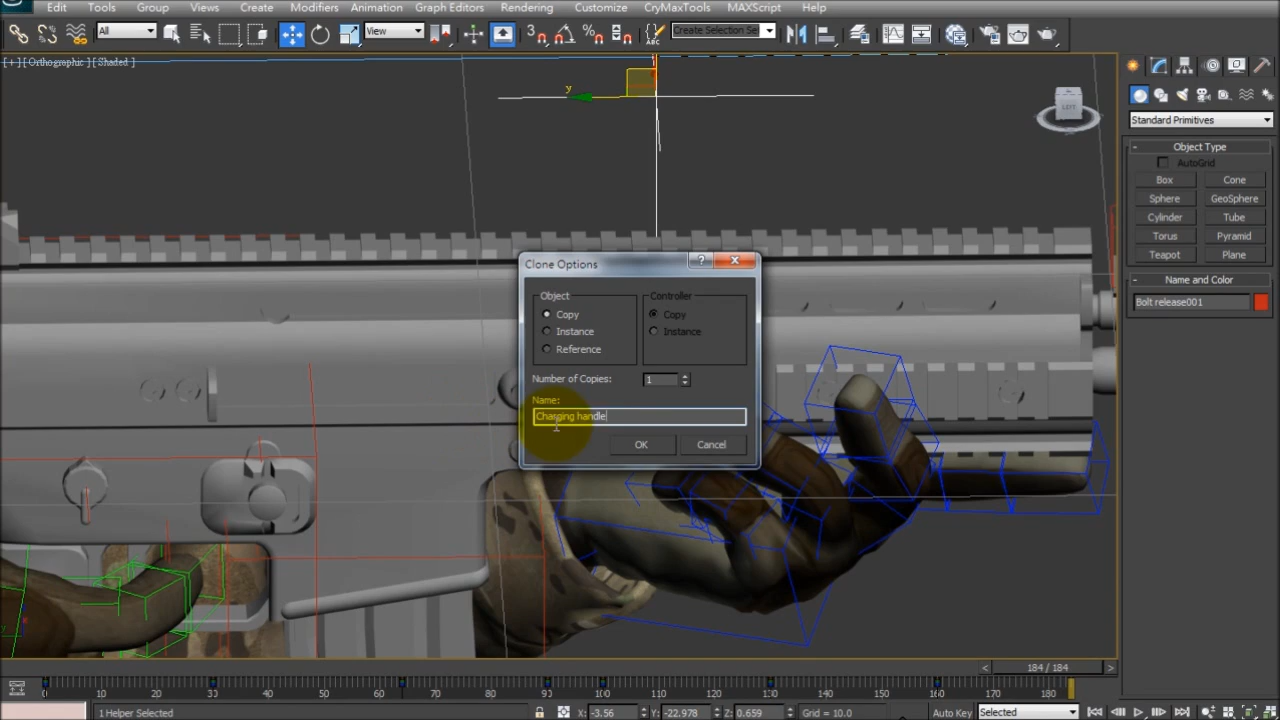 Edit Tools Group Views Create Modifiers Animation Graph Editors Rendering Customize CryMaxTools MAXScript Help
All View Create Selection Se
[ + ] [ Orthographic ] [ Shaded ]
y
LEFT
Standard Primitives
- Object Type
AutoGrid
Box Cone
Sphere GeoSphere
Cylinder Tube
Torus Pyramid
Teapot Plane
- Name and Color
Bolt release001
Clone Options
Object Controller
Copy Copy
Instance Instance
Reference
Number of Copies: 1
Name:
Charging handle
OK Cancel
y
< 184 / 184 >
0 10 20 30 40 50 60 70 80 90 100 110 120 130 140 150 160 170 180
1 Helper Selected X: -3.56 Y: -22.978 Z: 0.659 Grid = 10.0 Auto Key Selected